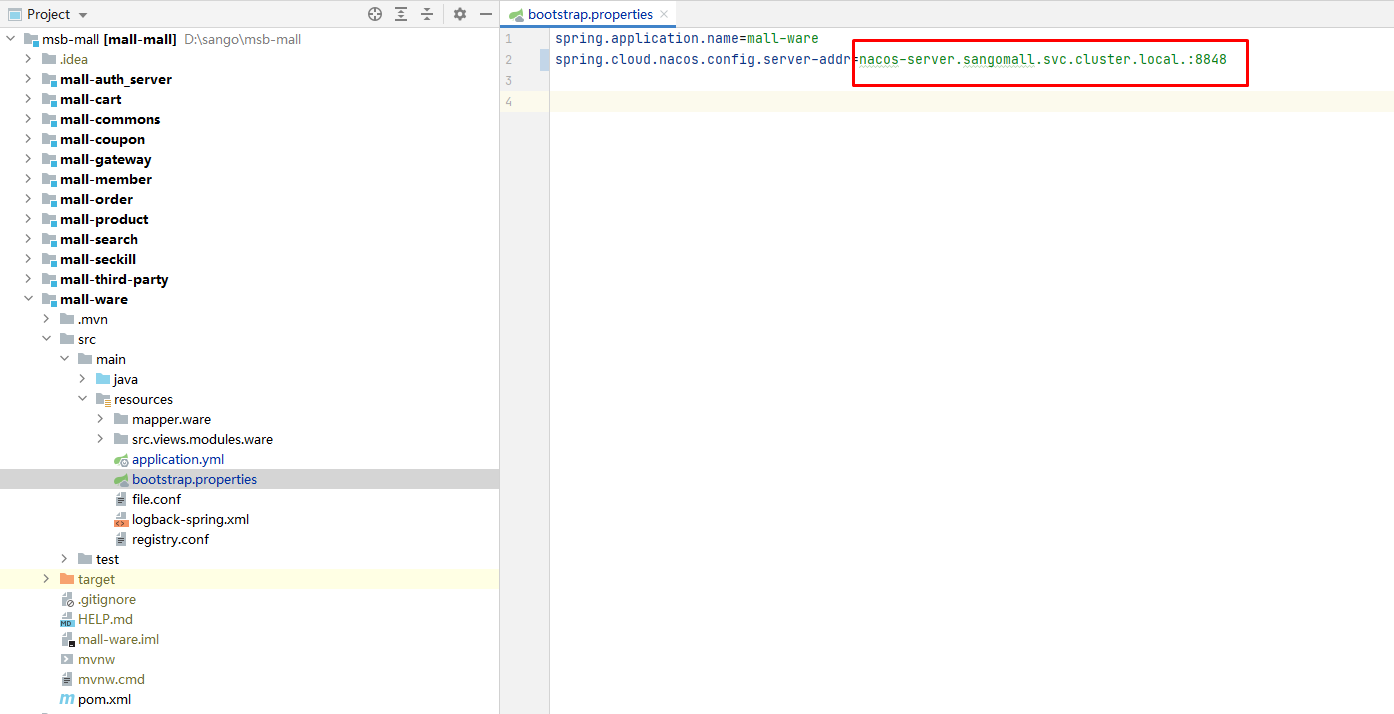 Project
bootstrap.properties
msb-mall [mall-mall] D:\sango\msb-mall
.idea
mall-auth_server
mall-cart
mall-commons
mall-coupon
mall-gateway
mall-member
mall-order
mall-product
mall-search
mall-seckill
mall-third-party
mall-ware
.mvn
src
main
java
resources
mapper.ware
src.views.modules.ware
application.yml
bootstrap.properties
file.conf
logback-spring.xml
registry.conf
test
target
.gitignore
HELP.md
mall-ware.iml
mvnw
mvnw.cmd
pom.xml
1 spring.application.name=mall-ware
2 spring.cloud.nacos.config.server-addr=nacos-server.sangomall.svc.cluster.local.:8848
3
4